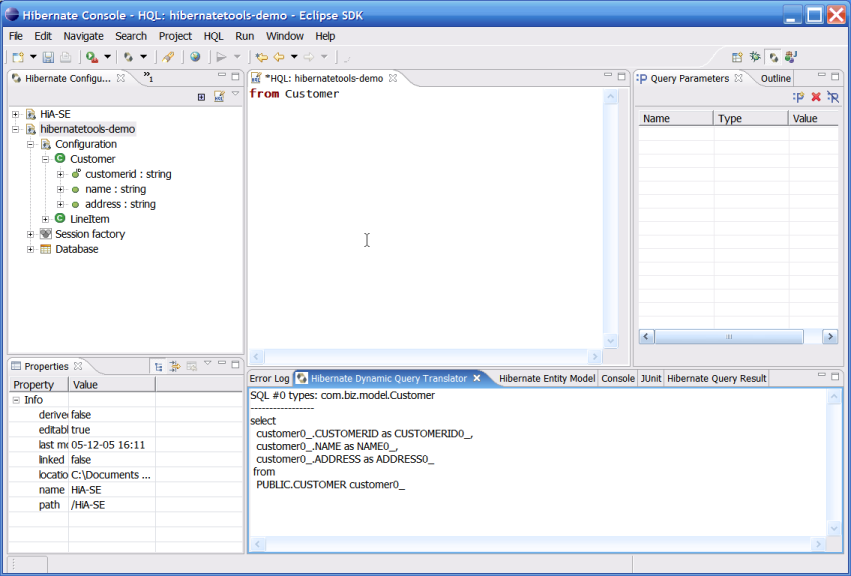 Hibernate Console - HQL: hibernatetools-demo - Eclipse SDK
File Edit Navigate Search Project HQL Run Window Help
Hibernate Configu...
»1
HiA-SE
hibernatetools-demo
Configuration
Customer
customerid : string
name : string
address : string
LineItem
Session factory
Database
*HQL: hibernatetools-demo
from Customer
Query Parameters Outline
Name Type Value
Properties
Property Value
Info
derive false
editabl true
last mo 05-12-05 16:11
linked false
locatio C:\Documents ...
name HiA-SE
path /HiA-SE
Error Log Hibernate Dynamic Query Translator Hibernate Entity Model Console JUnit Hibernate Query Result
SQL #0 types: com.biz.model.Customer
-----------------
select
customer0_.CUSTOMERID as CUSTOMERID0_,
customer0_.NAME as NAME0_,
customer0_.ADDRESS as ADDRESS0_
from
PUBLIC.CUSTOMER customer0_